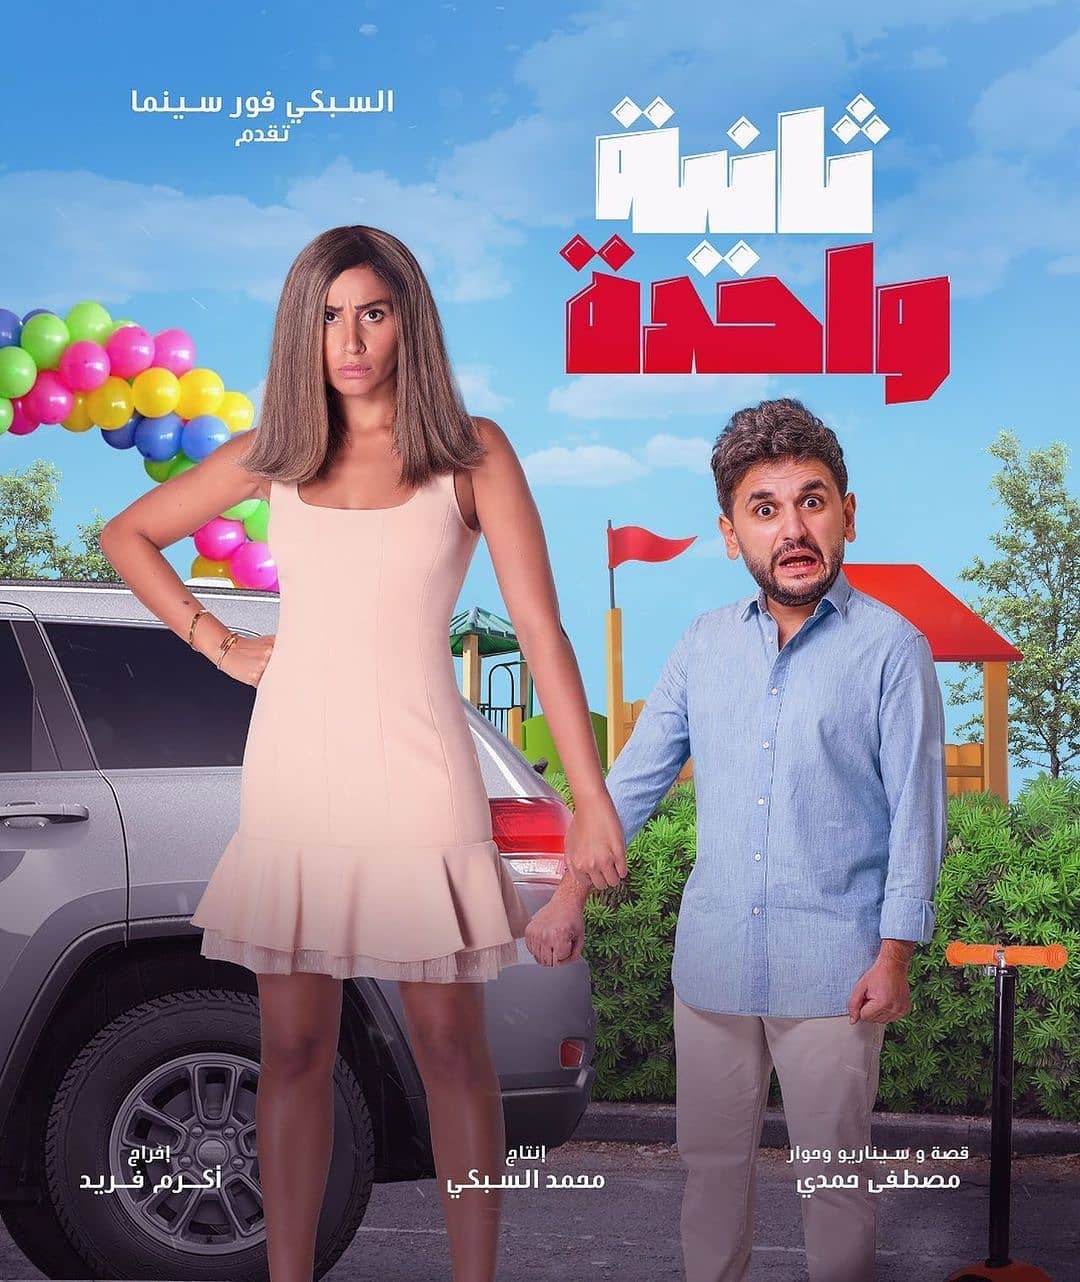 السبكي فور سينما
تقدم
ثانية
واحدة
قصة و سيناريو وحوار
مصطفى حمدي
إنتاج
محمد السبكي
إخراج
أكرم فريد